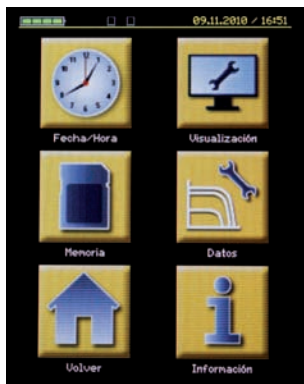 09.11.2010 / 16:51
Fecha/Hora
Visualización
Memoria
Datos
Volver
Información